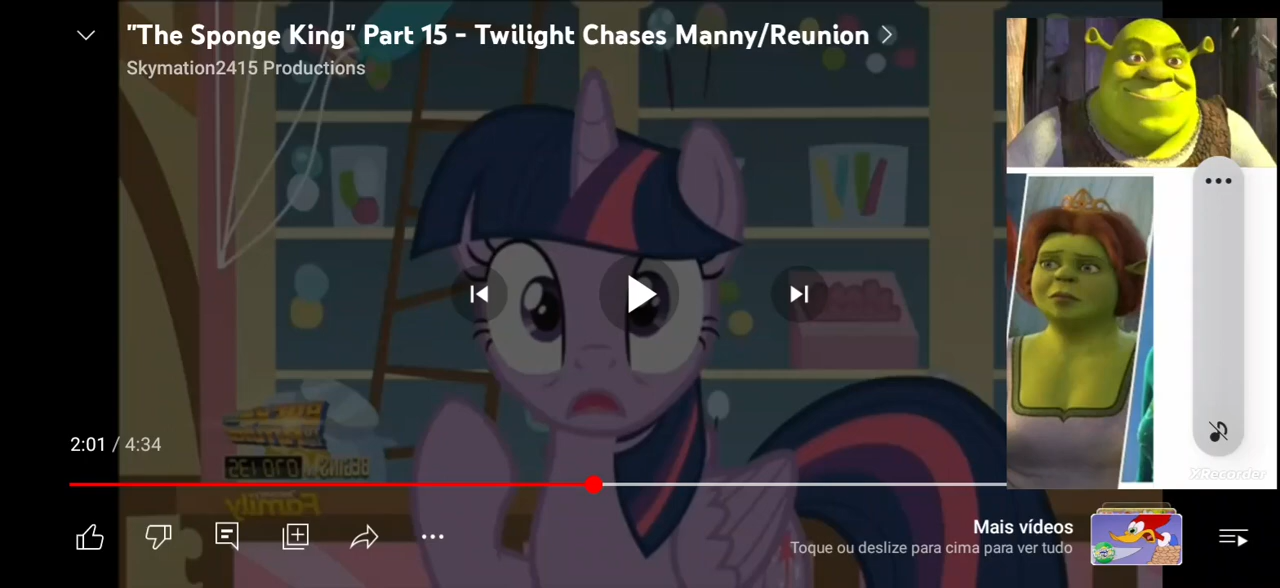 "The Sponge King" Part 15 - Twilight Chases Manny/Reunion
Skymation2415 Productions
2:01 / 4:34
XRecorder
Mais vídeos
Toque ou deslize para cima para ver tudo